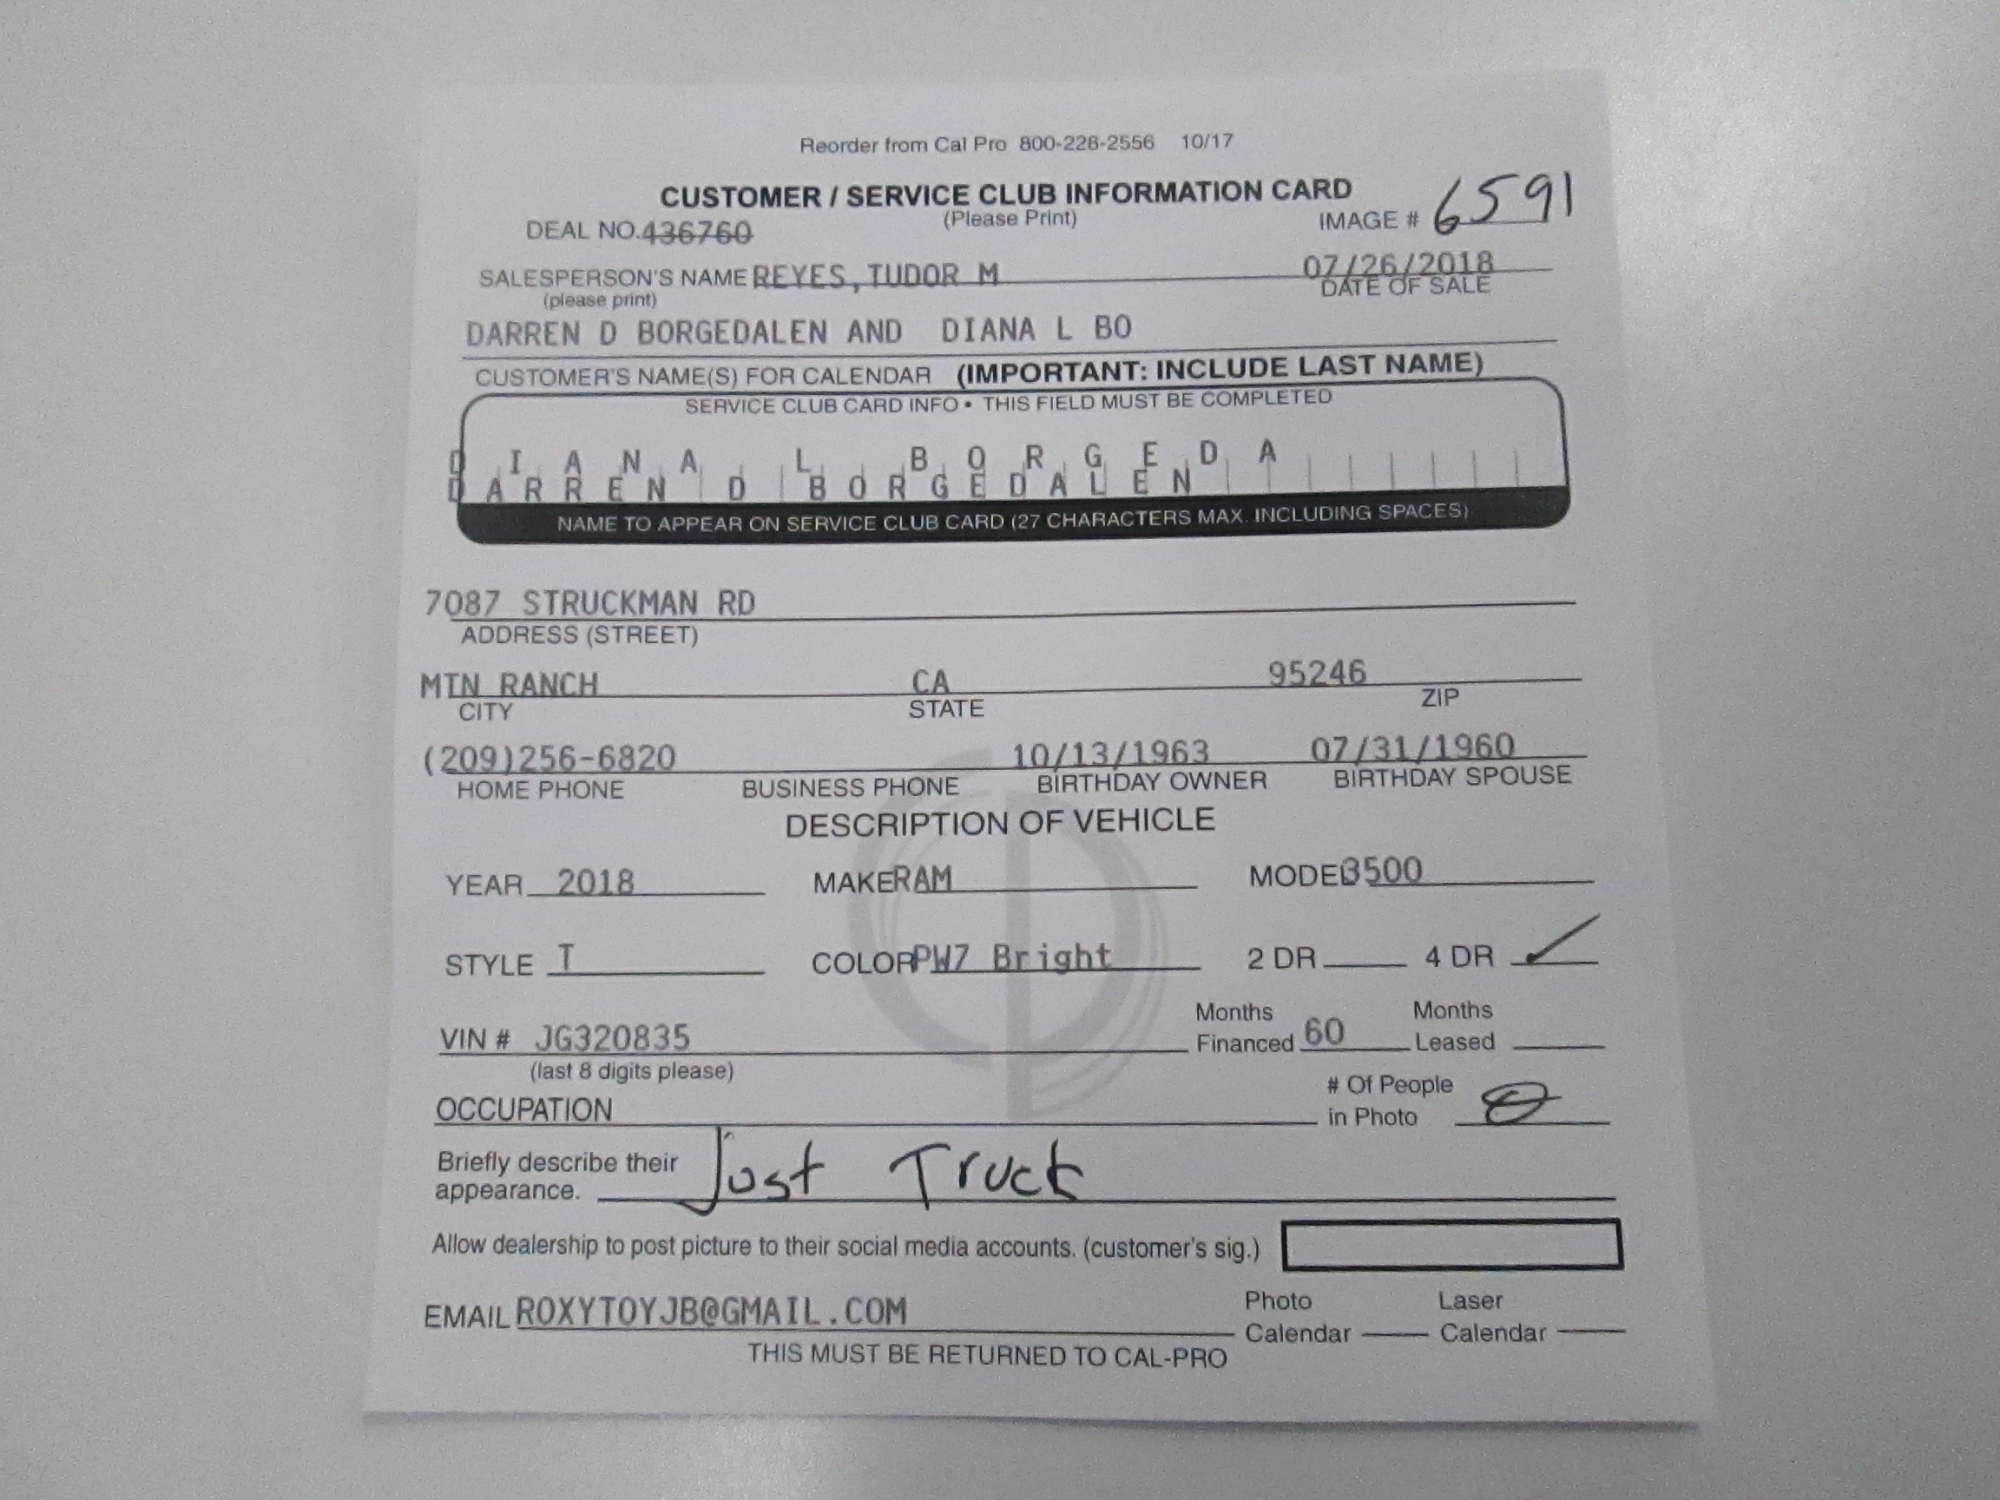 Reorder from Cal Pro 800-228-2556 10/17
CUSTOMER / SERVICE CLUB INFORMATION CARD
(Please Print)
DEAL NO. 436760
IMAGE # 6591
SALESPERSON'S NAME REYES, TUDOR M
(please print)
07/26/2018
DATE OF SALE
DARREN D BORGEDALEN AND DIANA L BO
CUSTOMER'S NAME(S) FOR CALENDAR (IMPORTANT: INCLUDE LAST NAME)
SERVICE CLUB CARD INFO • THIS FIELD MUST BE COMPLETED
DIANA L BORGEDA
DARREN D BORGEDALEN
NAME TO APPEAR ON SERVICE CLUB CARD (27 CHARACTERS MAX. INCLUDING SPACES)
7087 STRUCKMAN RD
ADDRESS (STREET)
MTN RANCH CA 95246
CITY STATE ZIP
(209)256-6820 10/13/1963 07/31/1960
HOME PHONE BUSINESS PHONE BIRTHDAY OWNER BIRTHDAY SPOUSE
DESCRIPTION OF VEHICLE
YEAR 2018 MAKE RAM MODEL 3500
STYLE T COLOR PW7 Bright 2 DR 4 DR
VIN # JG320835 Months Financed 60 Months Leased
(last 8 digits please)
OCCUPATION # Of People in Photo 0
Briefly describe their appearance. Just Truck
Allow dealership to post picture to their social media accounts. (customer's sig.)
EMAIL ROXYTOYJB@GMAIL.COM Photo Calendar Laser Calendar
THIS MUST BE RETURNED TO CAL-PRO